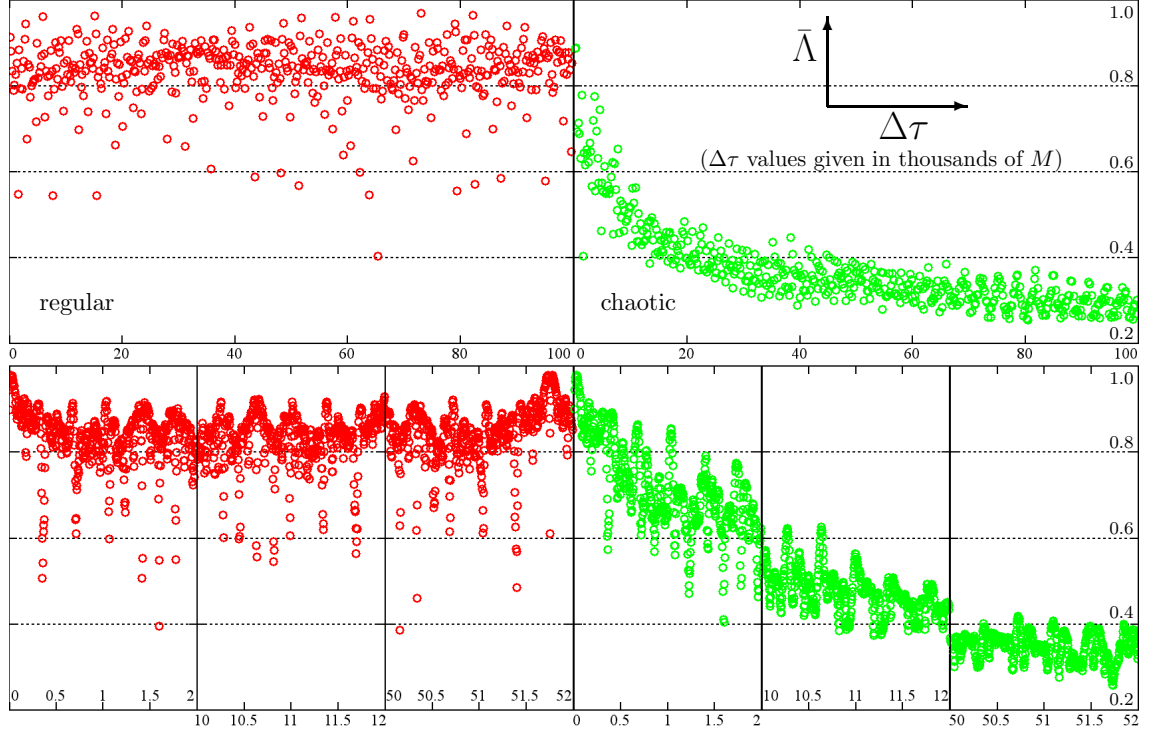 1.0
Λ̄
0.8
Δτ
(Δτ values given in thousands of M)
0.6
0.4
regular
chaotic
0.2
0 20 40 60 80 100 0 20 40 60 80 100
1.0
0.8
0.6
0.4
0 0.5 1 1.5 2 50 50.5 51 51.5 52 10 10.5 11 11.5 12 0.2
10 10.5 11 11.5 12 0 0.5 1 1.5 2 50 50.5 51 51.5 52